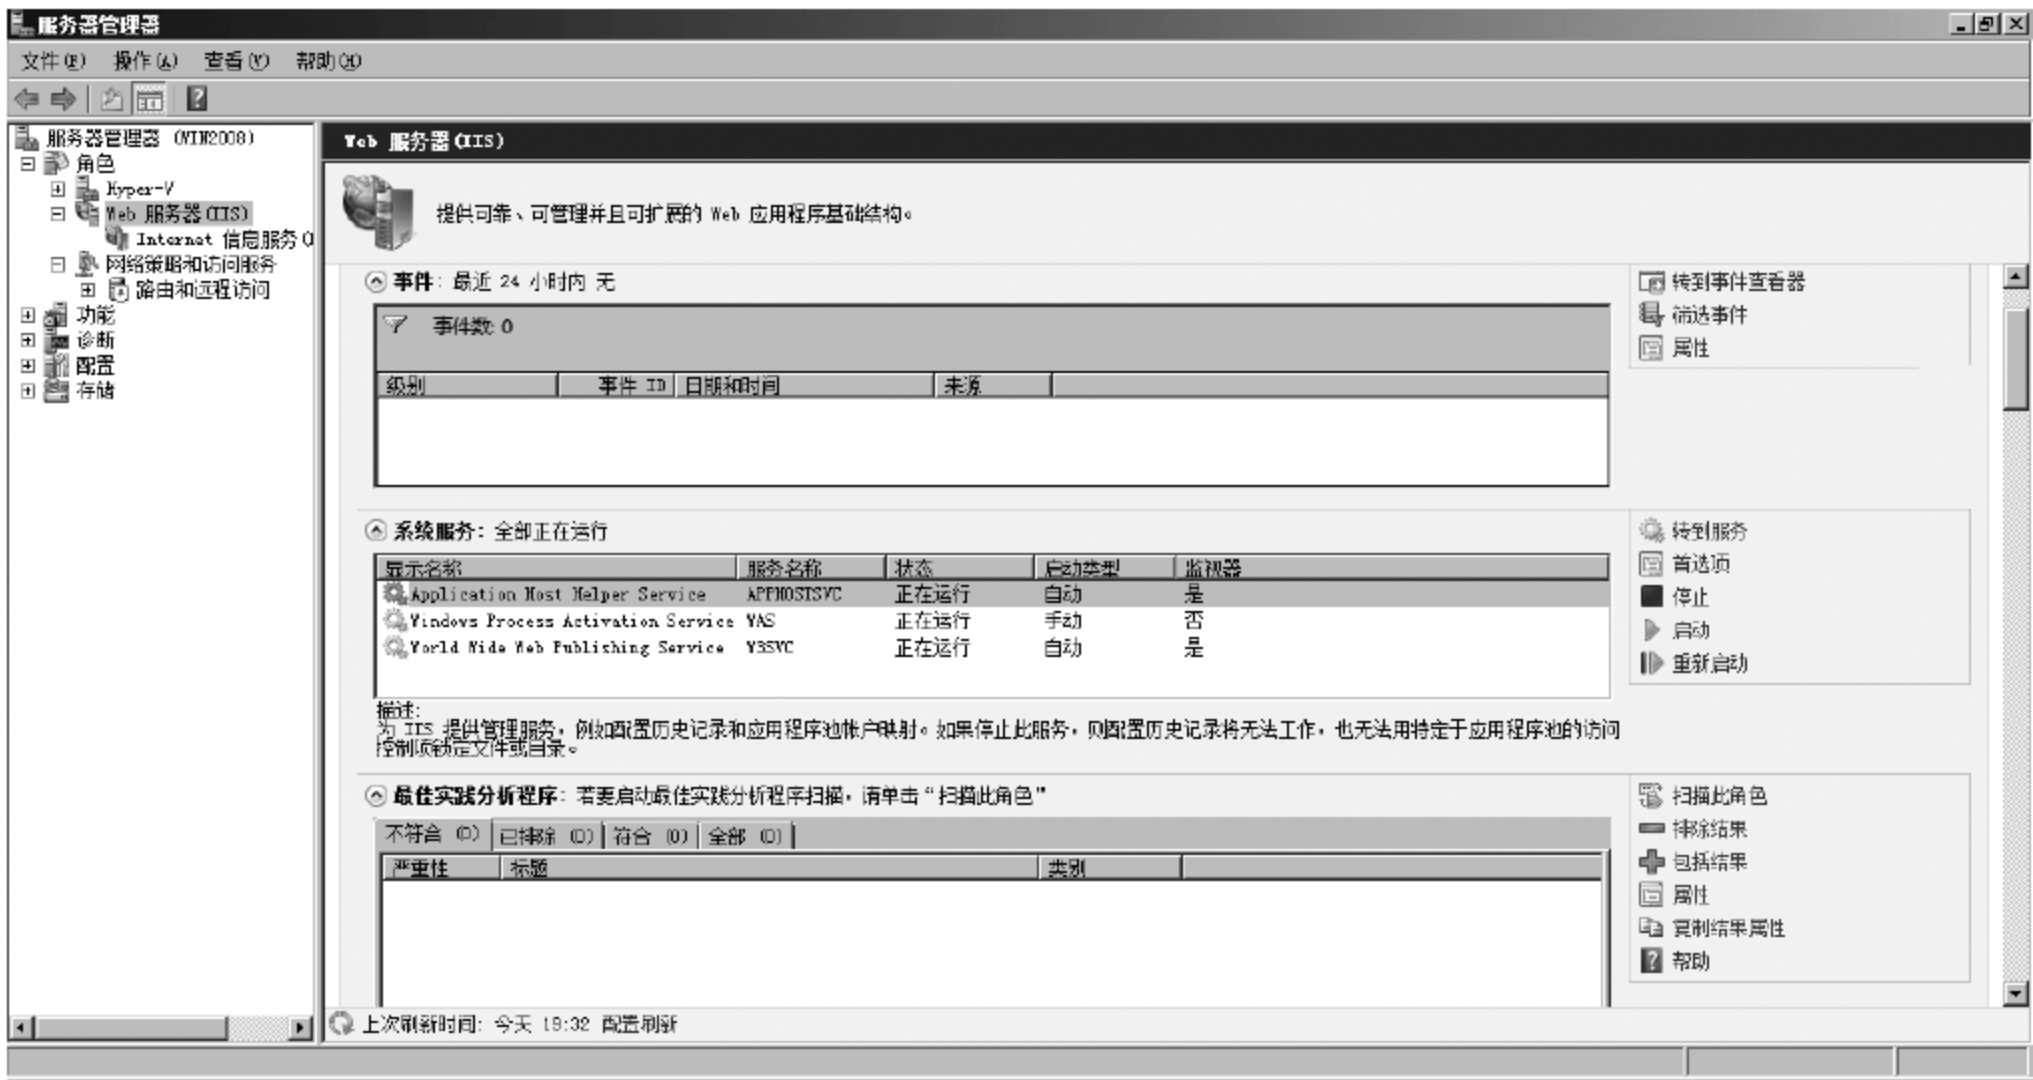 服务器管理器
文件(F) 操作(A) 查看(V) 帮助(H)
服务器管理器 (WIN2008)
角色
Hyper-V
Web 服务器(IIS)
Internet 信息服务(
网络策略和访问服务
路由和远程访问
功能
诊断
配置
存储
Web 服务器(IIS)
提供可靠、可管理并且可扩展的 Web 应用程序基础结构。
事件: 最近 24 小时内 无
事件数: 0
级别 事件 ID 日期和时间 来源
转到事件查看器
筛选事件
属性
系统服务: 全部正在运行
显示名称 服务名称 状态 启动类型 监视器
Application Host Helper Service APPHOSTSVC 正在运行 自动 是
Windows Process Activation Service WAS 正在运行 手动 否
World Wide Web Publishing Service W3SVC 正在运行 自动 是
描述:
为 IIS 提供管理服务，例如配置历史记录和应用程序池帐户映射。如果停止此服务，则配置历史记录将无法工作，也无法用特定于应用程序池的访问
控制项锁定文件或目录。
转到服务
首选项
停止
启动
重新启动
最佳实践分析程序: 若要启动最佳实践分析程序扫描，请单击“扫描此角色”
不符合 (0) 已排除 (0) 符合 (0) 全部 (0)
严重性 标题 类别
扫描此角色
排除结果
包括结果
属性
复制结果属性
帮助
上次刷新时间: 今天 19:32 配置刷新